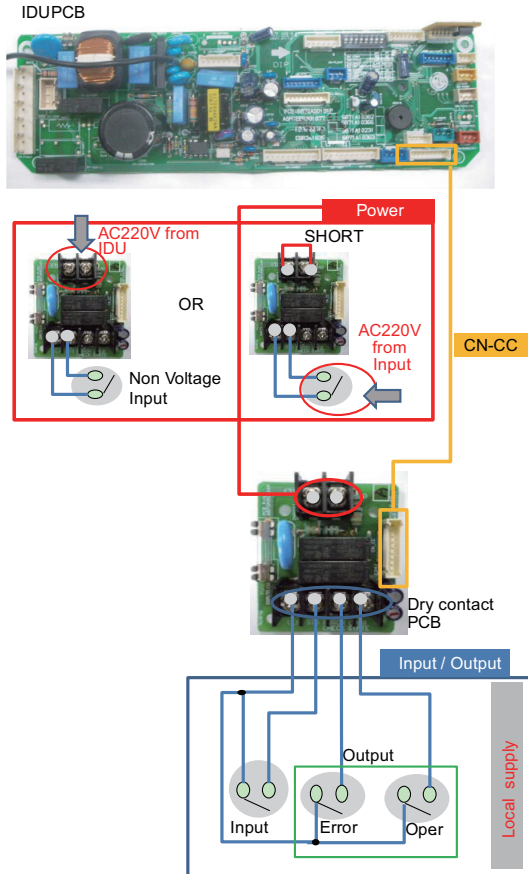 IDUPCB
DIP
Power
AC220V from
IDU
SHORT
OR
AC220V
from
Input
CN-CC
Non Voltage
Input
Dry contact
PCB
Input / Output
Output
Local supply
Input
Error
Oper